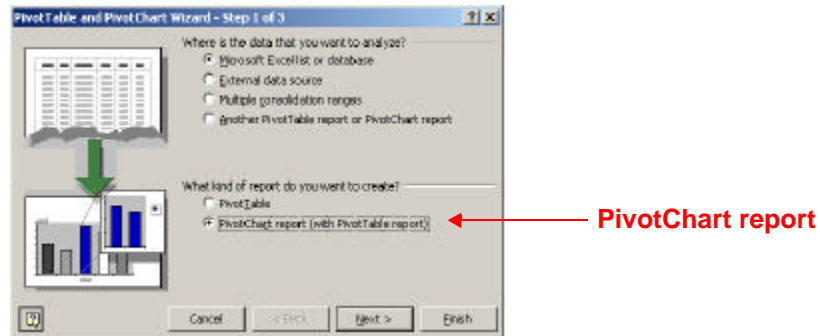 PivotTable and PivotChart Wizard - Step 1 of 3
Where is the data that you want to analyze?
Microsoft Excel list or database
External data source
Multiple consolidation ranges
Another PivotTable report or PivotChart report
What kind of report do you want to create?
PivotTable
PivotChart report (with PivotTable report)
PivotChart report
Cancel < Back Next > Finish